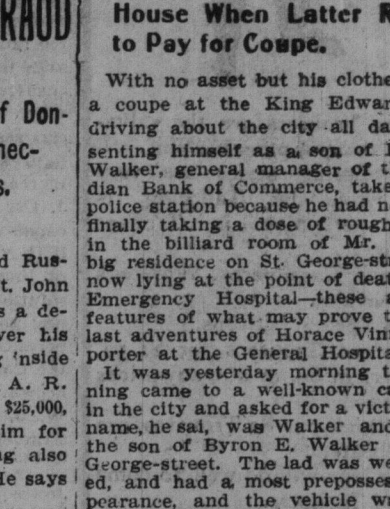 RAUD
f Don-
nec-
s.
d Rus-
t. John
s a de-
ver his
'nside
A. R.
$25,000,
im for
ng also
He says
House When Latter R
to Pay for Coupe.
With no asset but his clothe
a coupe at the King Edwar
driving about the city all da
senting himself as a son of
Walker, general manager of t
dian Bank of Commerce, take
police station because he had n
finally taking a dose of rough
in the billiard room of Mr.
big residence on St. George-st
now lying at the point of deat
Emergency Hospital—these a
features of what may prove t
last adventures of Horace Vin
porter at the General Hospita
It was yesterday morning t
ning came to a well-known ca
in the city and asked for a vict
name, he sai, was Walker and
the son of Byron E. Walker
George-street. The lad was we
ed, and had a most preposses
pearance, and the vehicle w